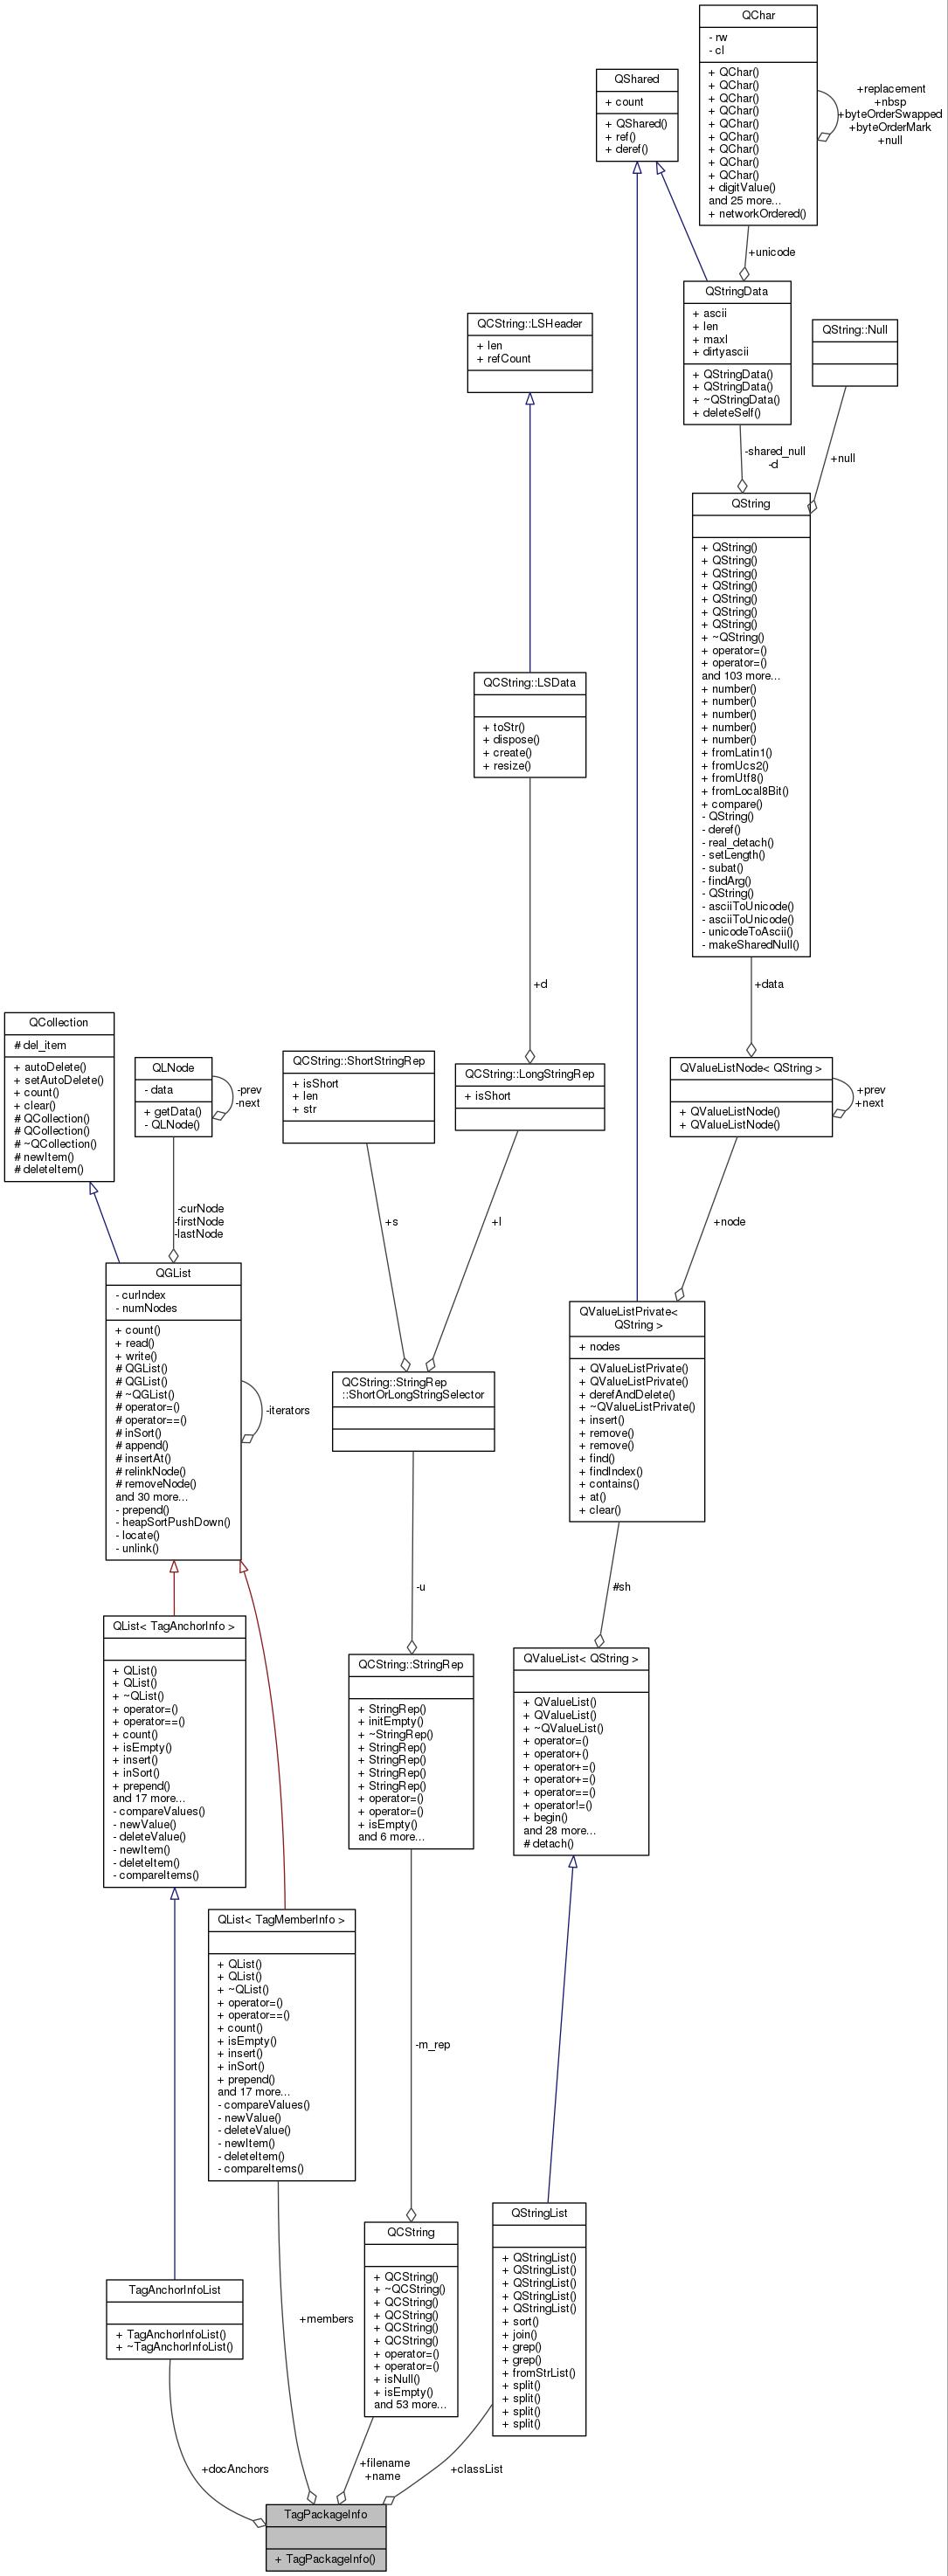 QChar
- rw
- cl
+ QChar()
+ QChar()
+ QChar()
+ QChar()
+ QChar()
+ QChar()
+ QChar()
+ QChar()
+ QChar()
+ digitValue()
and 25 more...
+ networkOrdered()
+replacement
+nbsp
+byteOrderSwapped
+byteOrderMark
+null
QShared
+ count
+ QShared()
+ ref()
+ deref()
+unicode
QStringData
+ ascii
+ len
+ maxl
+ dirtyascii
+ QStringData()
+ QStringData()
+ ~QStringData()
+ deleteSelf()
QCString::LSHeader
+ len
+ refCount
QString::Null
-shared_null
-d
+null
QString
+ QString()
+ QString()
+ QString()
+ QString()
+ QString()
+ QString()
+ QString()
+ ~QString()
+ operator=()
+ operator=()
and 103 more...
+ number()
+ number()
+ number()
+ number()
+ number()
+ fromLatin1()
+ fromUcs2()
+ fromUtf8()
+ fromLocal8Bit()
+ compare()
- QString()
- deref()
- real_detach()
- setLength()
- subat()
- findArg()
- QString()
- asciiToUnicode()
- asciiToUnicode()
- unicodeToAscii()
- makeSharedNull()
QCString::LSData
+ toStr()
+ dispose()
+ create()
+ resize()
+d
+data
QCollection
# del_item
+ autoDelete()
+ setAutoDelete()
+ count()
+ clear()
# QCollection()
# QCollection()
# ~QCollection()
# newItem()
# deleteItem()
QLNode
- data
+ getData()
- QLNode()
-prev
-next
QCString::ShortStringRep
+ isShort
+ len
+ str
QCString::LongStringRep
+ isShort
QValueListNode< QString >
+ QValueListNode()
+ QValueListNode()
+prev
+next
-curNode
-firstNode
-lastNode
+s
+l
+node
QGList
- curIndex
- numNodes
+ count()
+ read()
+ write()
# QGList()
# QGList()
# ~QGList()
# operator=()
# operator==()
# inSort()
# append()
# insertAt()
# relinkNode()
# removeNode()
and 30 more...
- prepend()
- heapSortPushDown()
- locate()
- unlink()
-iterators
QCString::StringRep
::ShortOrLongStringSelector
QValueListPrivate<
QString >
+ nodes
+ QValueListPrivate()
+ QValueListPrivate()
+ derefAndDelete()
+ ~QValueListPrivate()
+ insert()
+ remove()
+ remove()
+ find()
+ findIndex()
+ contains()
+ at()
+ clear()
-u
#sh
QList< TagAnchorInfo >
+ QList()
+ QList()
+ ~QList()
+ operator=()
+ operator==()
+ count()
+ isEmpty()
+ insert()
+ inSort()
+ prepend()
and 17 more...
- compareValues()
- newValue()
- deleteValue()
- newItem()
- deleteItem()
- compareItems()
QCString::StringRep
+ StringRep()
+ initEmpty()
+ ~StringRep()
+ StringRep()
+ StringRep()
+ StringRep()
+ StringRep()
+ operator=()
+ operator=()
+ isEmpty()
and 6 more...
QValueList< QString >
+ QValueList()
+ QValueList()
+ ~QValueList()
+ operator=()
+ operator+()
+ operator+=()
+ operator+=()
+ operator==()
+ operator!=()
+ begin()
and 28 more...
# detach()
QList< TagMemberInfo >
+ QList()
+ QList()
+ ~QList()
+ operator=()
+ operator==()
+ count()
+ isEmpty()
+ insert()
+ inSort()
+ prepend()
and 17 more...
- compareValues()
- newValue()
- deleteValue()
- newItem()
- deleteItem()
- compareItems()
-m_rep
TagAnchorInfoList
+ TagAnchorInfoList()
+ ~TagAnchorInfoList()
+members
QCString
+ QCString()
+ ~QCString()
+ QCString()
+ QCString()
+ QCString()
+ QCString()
+ operator=()
+ operator=()
+ isNull()
+ isEmpty()
and 53 more...
QStringList
+ QStringList()
+ QStringList()
+ QStringList()
+ QStringList()
+ QStringList()
+ sort()
+ join()
+ grep()
+ grep()
+ fromStrList()
+ split()
+ split()
+ split()
+ split()
+docAnchors
+filename
+name
+classList
TagPackageInfo
+ TagPackageInfo()